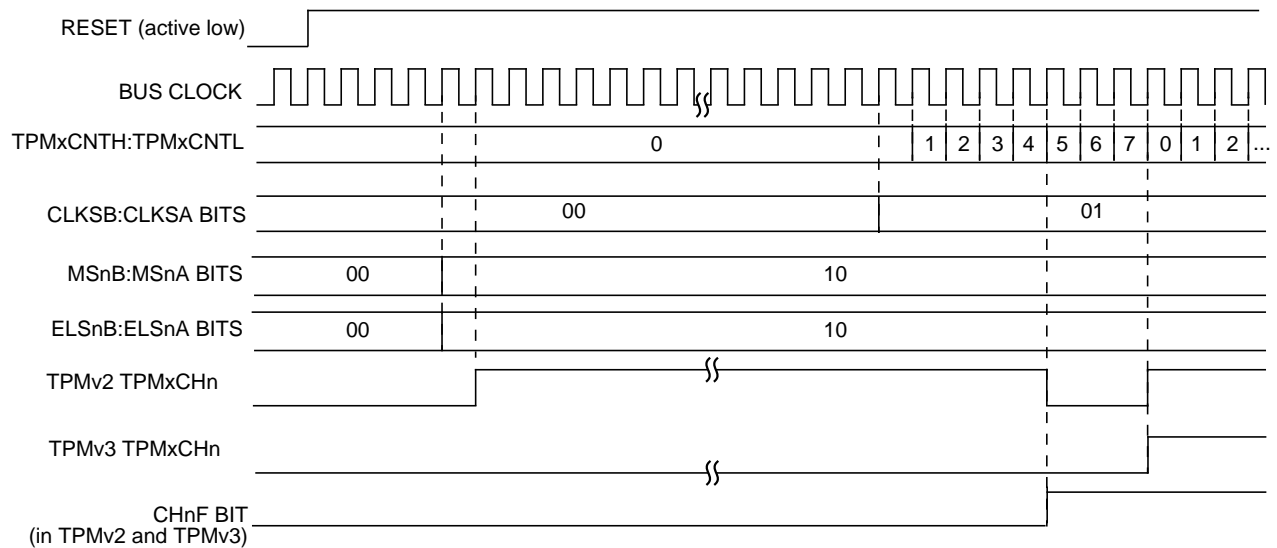 RESET (active low)
BUS CLOCK
TPMxCNTH:TPMxCNTL 0 1 2 3 4 5 6 7 0 1 2 ...
CLKSB:CLKSA BITS 00 01
MSnB:MSnA BITS 00 10
ELSnB:ELSnA BITS 00 10
TPMv2 TPMxCHn
TPMv3 TPMxCHn
CHnF BIT
(in TPMv2 and TPMv3)